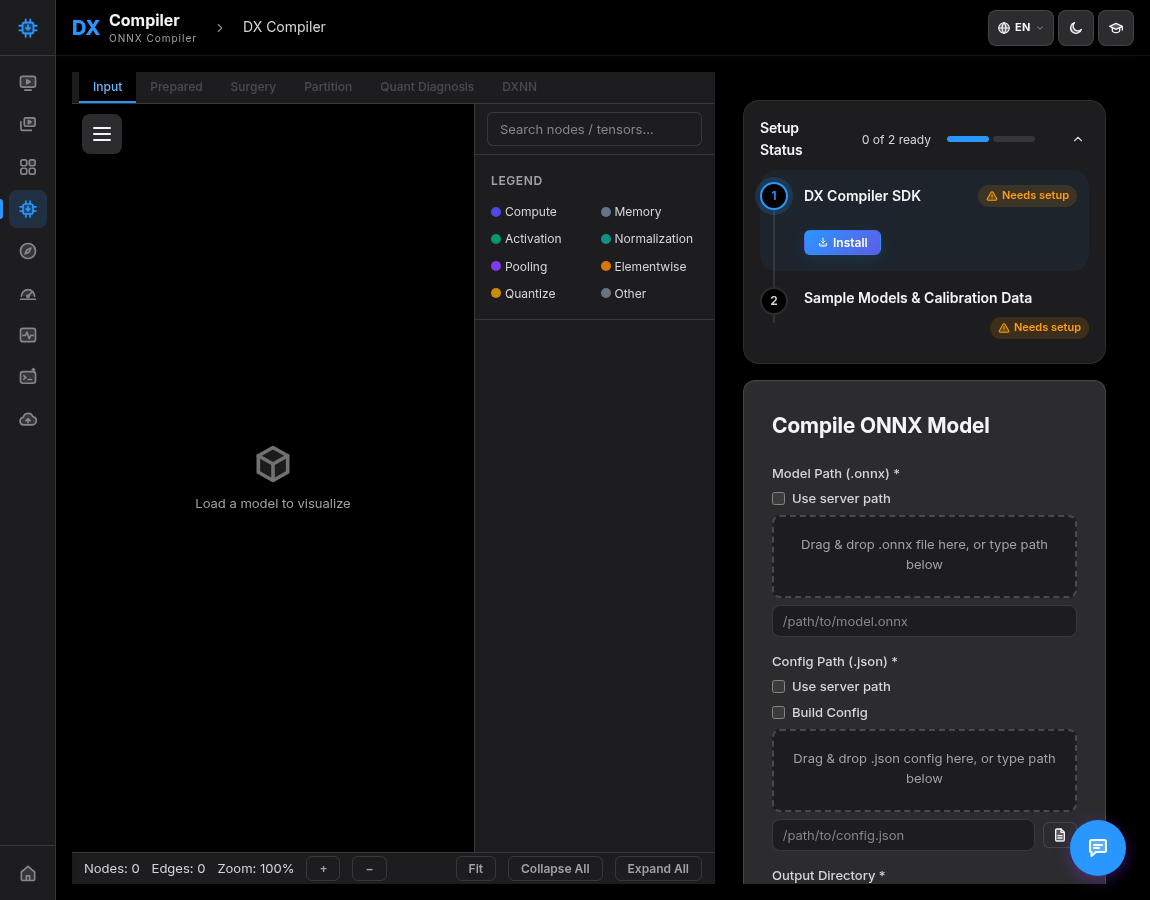 DX Compiler
ONNX Compiler
DX Compiler
EN
Input Prepared Surgery Partition Quant Diagnosis DXNN
Search nodes / tensors...
LEGEND
Compute Memory
Activation Normalization
Pooling Elementwise
Quantize Other
Load a model to visualize
Nodes: 0 Edges: 0 Zoom: 100% + − Fit Collapse All Expand All
Setup
Status
0 of 2 ready
1 DX Compiler SDK Needs setup
Install
2 Sample Models & Calibration Data
Needs setup
Compile ONNX Model
Model Path (.onnx) *
Use server path
Drag & drop .onnx file here, or type path
below
/path/to/model.onnx
Config Path (.json) *
Use server path
Build Config
Drag & drop .json config here, or type path
below
/path/to/config.json
Output Directory *